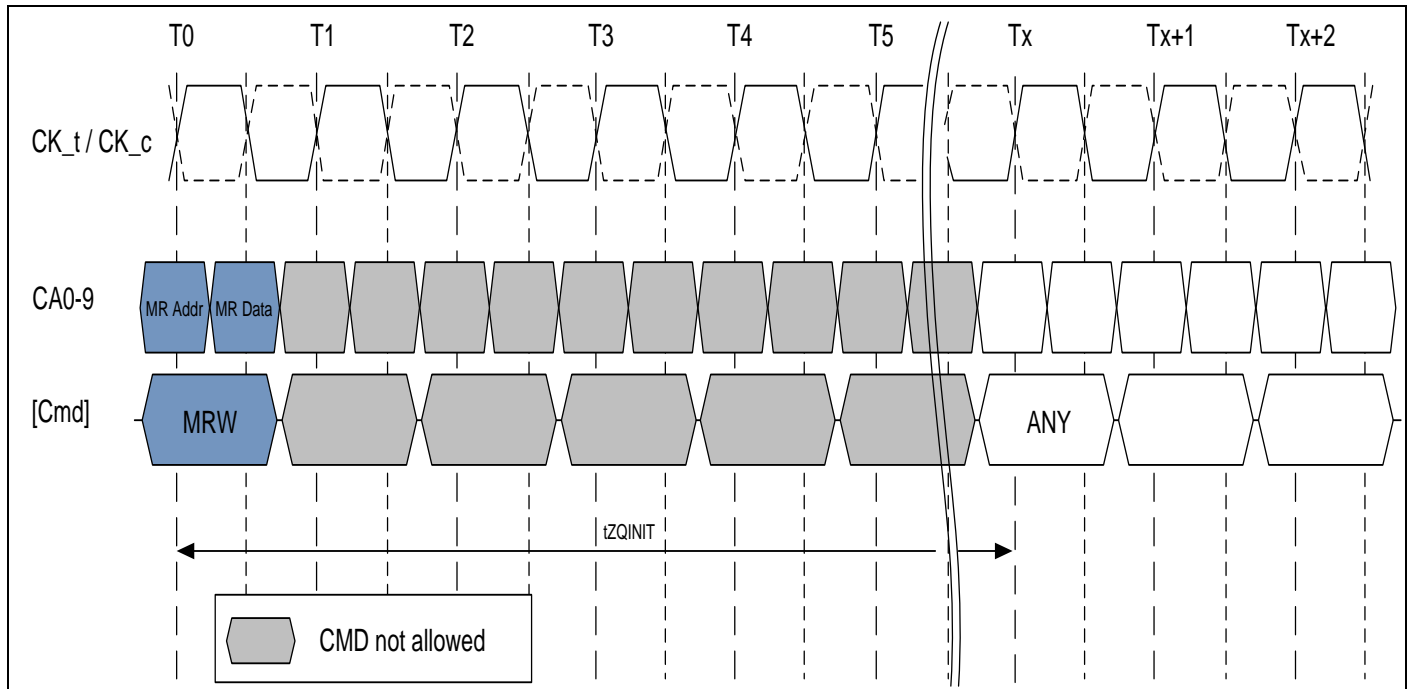 T0 T1 T2 T3 T4 T5 Tx Tx+1 Tx+2
CK_t / CK_c
CA0-9 MR Addr MR Data
[Cmd] MRW ANY
tZQINIT
CMD not allowed